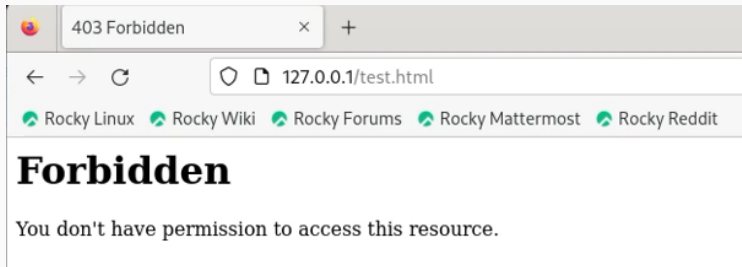 403 Forbidden
127.0.0.1/test.html
Rocky Linux Rocky Wiki Rocky Forums Rocky Mattermost Rocky Reddit
Forbidden
You don't have permission to access this resource.